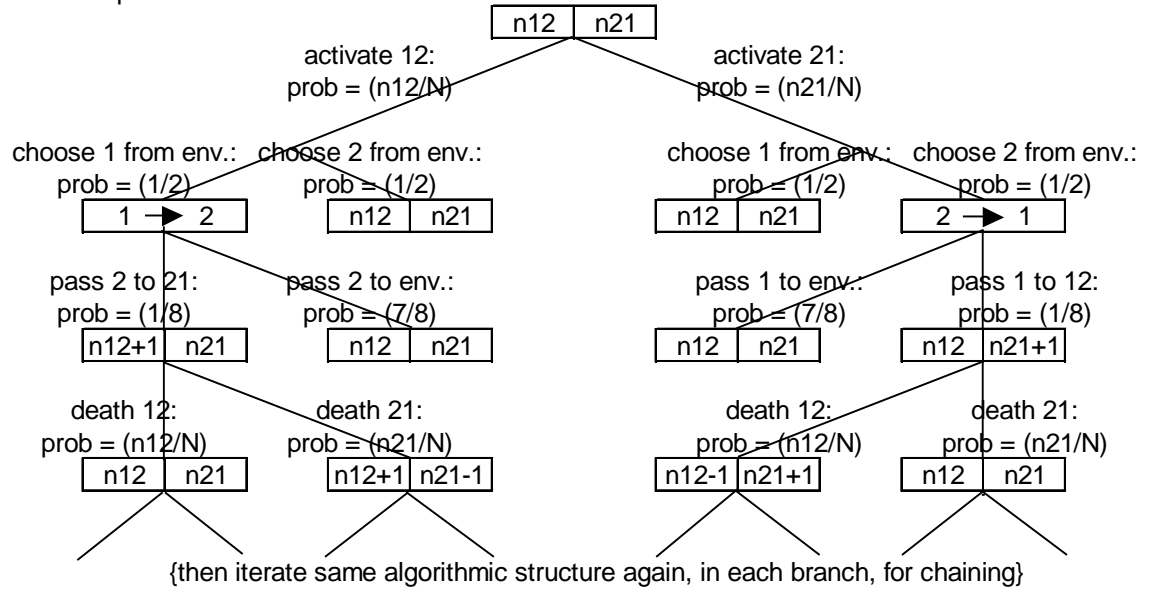 n12 n21
activate 12: activate 21:
prob = (n12/N) prob = (n21/N)
choose 1 from env.: choose 2 from env.: choose 1 from env.: choose 2 from env.:
prob = (1/2) prob = (1/2) prob = (1/2) prob = (1/2)
1 → 2 n12 n21 n12 n21 2 → 1
pass 2 to 21: pass 2 to env.: pass 1 to env.: pass 1 to 12:
prob = (1/8) prob = (7/8) prob = (7/8) prob = (1/8)
n12+1 n21 n12 n21 n12 n21 n12 n21+1
death 12: death 21: death 12: death 21:
prob = (n12/N) prob = (n21/N) prob = (n12/N) prob = (n21/N)
n12 n21 n12+1 n21-1 n12-1 n21+1 n12 n21
{then iterate same algorithmic structure again, in each branch, for chaining}